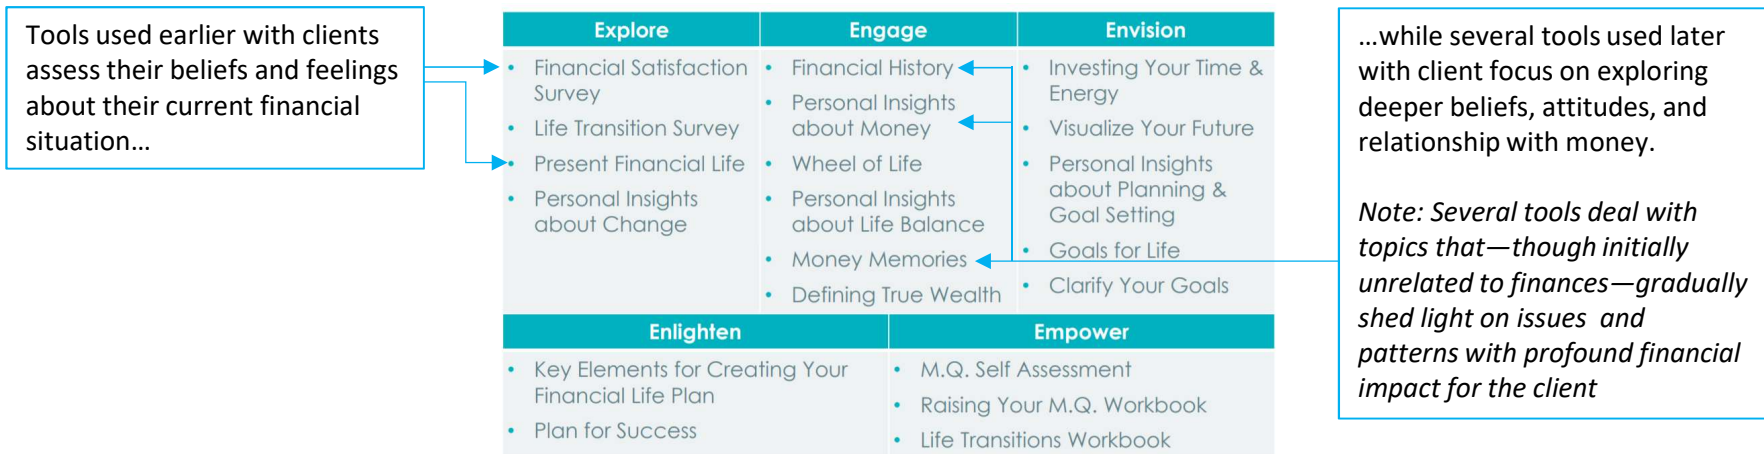 Tools used earlier with clients
assess their beliefs and feelings
about their current financial
situation…
Explore
• Financial Satisfaction
Survey
• Life Transition Survey
• Present Financial Life
• Personal Insights
about Change
Engage
• Financial History
• Personal Insights
about Money
• Wheel of Life
• Personal Insights
about Life Balance
• Money Memories
• Defining True Wealth
Envision
• Investing Your Time &
Energy
• Visualize Your Future
• Personal Insights
about Planning &
Goal Setting
• Goals for Life
• Clarify Your Goals
Enlighten
• Key Elements for Creating Your
Financial Life Plan
• Plan for Success
Empower
• M.Q. Self Assessment
• Raising Your M.Q. Workbook
• Life Transitions Workbook
…while several tools used later
with client focus on exploring
deeper beliefs, attitudes, and
relationship with money.
Note: Several tools deal with
topics that—though initially
unrelated to finances—gradually
shed light on issues and
patterns with profound financial
impact for the client